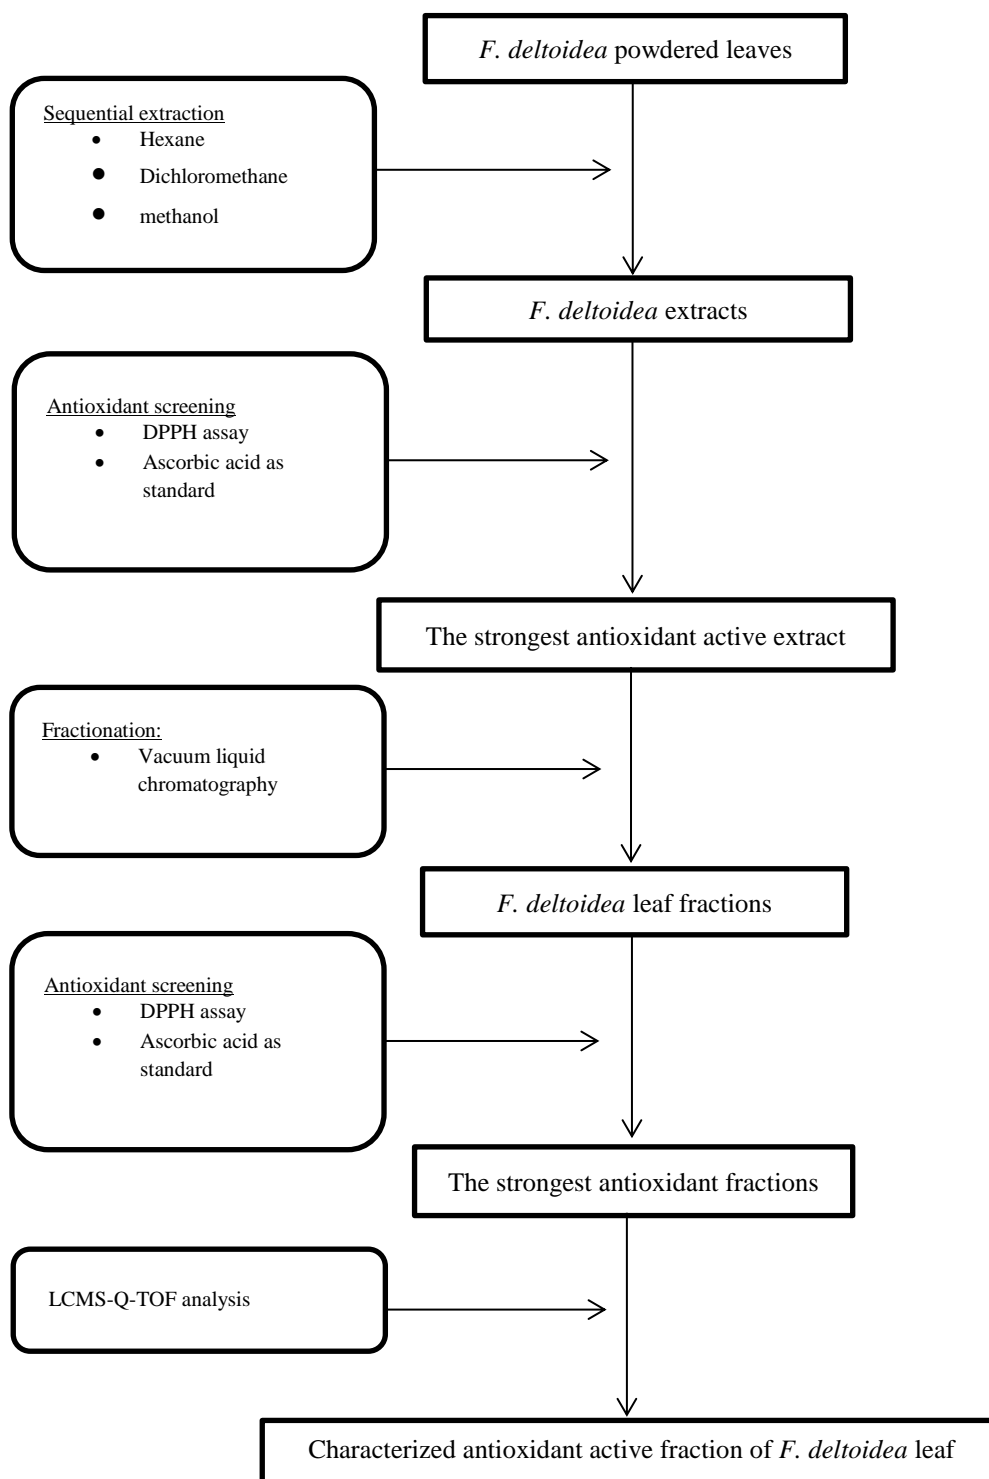 F. deltoidea powdered leaves
Sequential extraction
• Hexane
• Dichloromethane
• methanol
F. deltoidea extracts
Antioxidant screening
• DPPH assay
• Ascorbic acid as
standard
The strongest antioxidant active extract
Fractionation:
• Vacuum liquid
chromatography
F. deltoidea leaf fractions
Antioxidant screening
• DPPH assay
• Ascorbic acid as
standard
The strongest antioxidant fractions
LCMS-Q-TOF analysis
Characterized antioxidant active fraction of F. deltoidea leaf